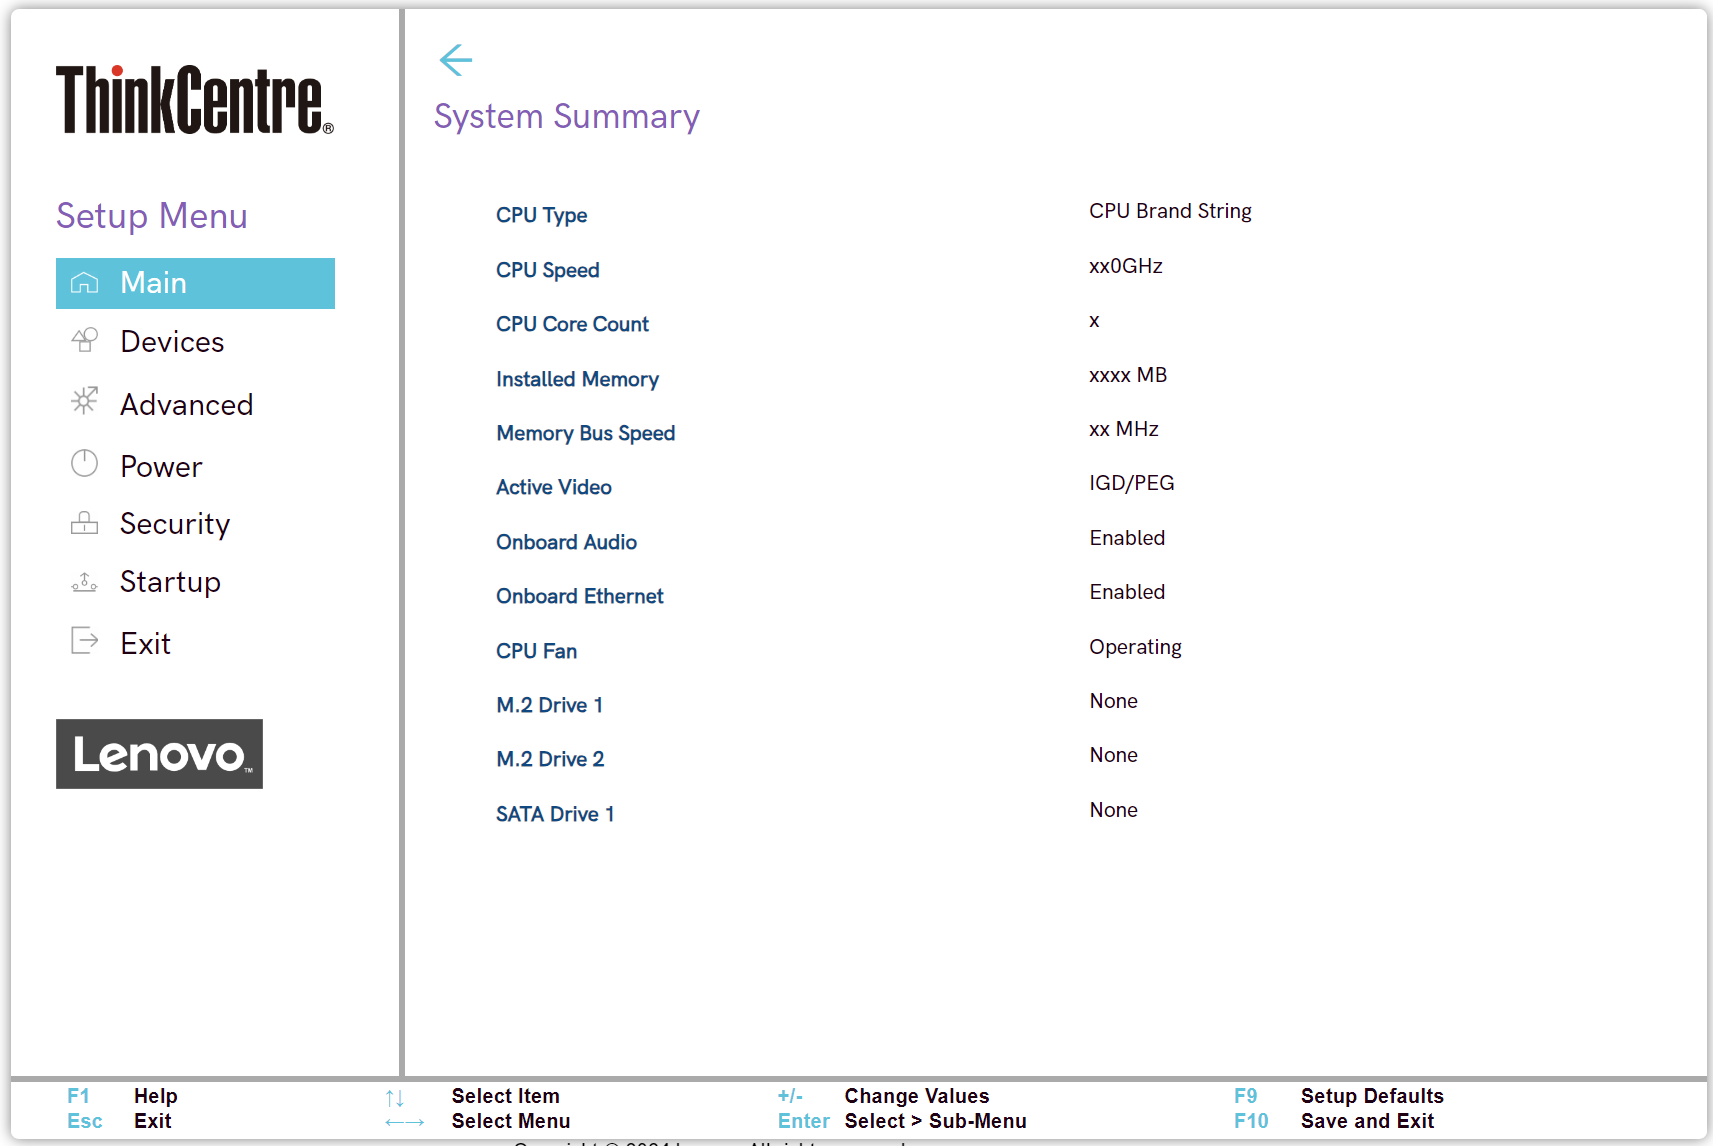 ThinkCentre®
Setup Menu
Main
Devices
Advanced
Power
Security
Startup
Exit
Lenovo™
System Summary
CPU Type CPU Brand String
CPU Speed xx0GHz
CPU Core Count x
Installed Memory xxxx MB
Memory Bus Speed xx MHz
Active Video IGD/PEG
Onboard Audio Enabled
Onboard Ethernet Enabled
CPU Fan Operating
M.2 Drive 1 None
M.2 Drive 2 None
SATA Drive 1 None
F1 Help ↑↓ Select Item +/- Change Values F9 Setup Defaults
Esc Exit ←→ Select Menu Enter Select > Sub-Menu F10 Save and Exit